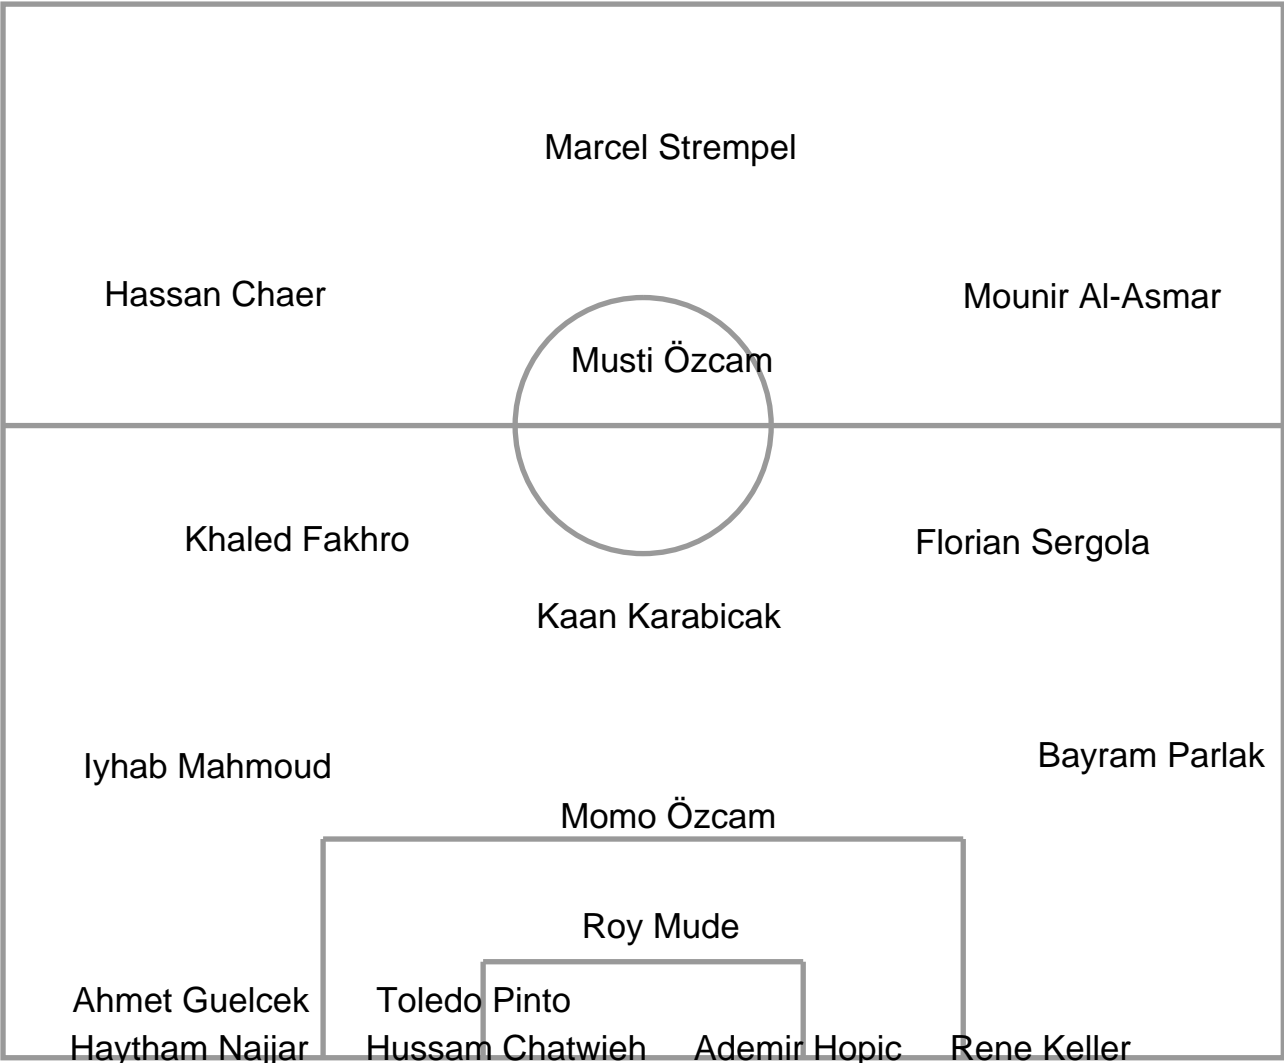 Marcel Strempel
Hassan Chaer Mounir Al-Asmar
Musti Özcam
Khaled Fakhro Florian Sergola
Kaan Karabicak
Iyhab Mahmoud Bayram Parlak
Momo Özcam
Roy Mude
Ahmet Guelcek Toledo Pinto
Haytham Najjar Hussam Chatwieh Ademir Hopic Rene Keller